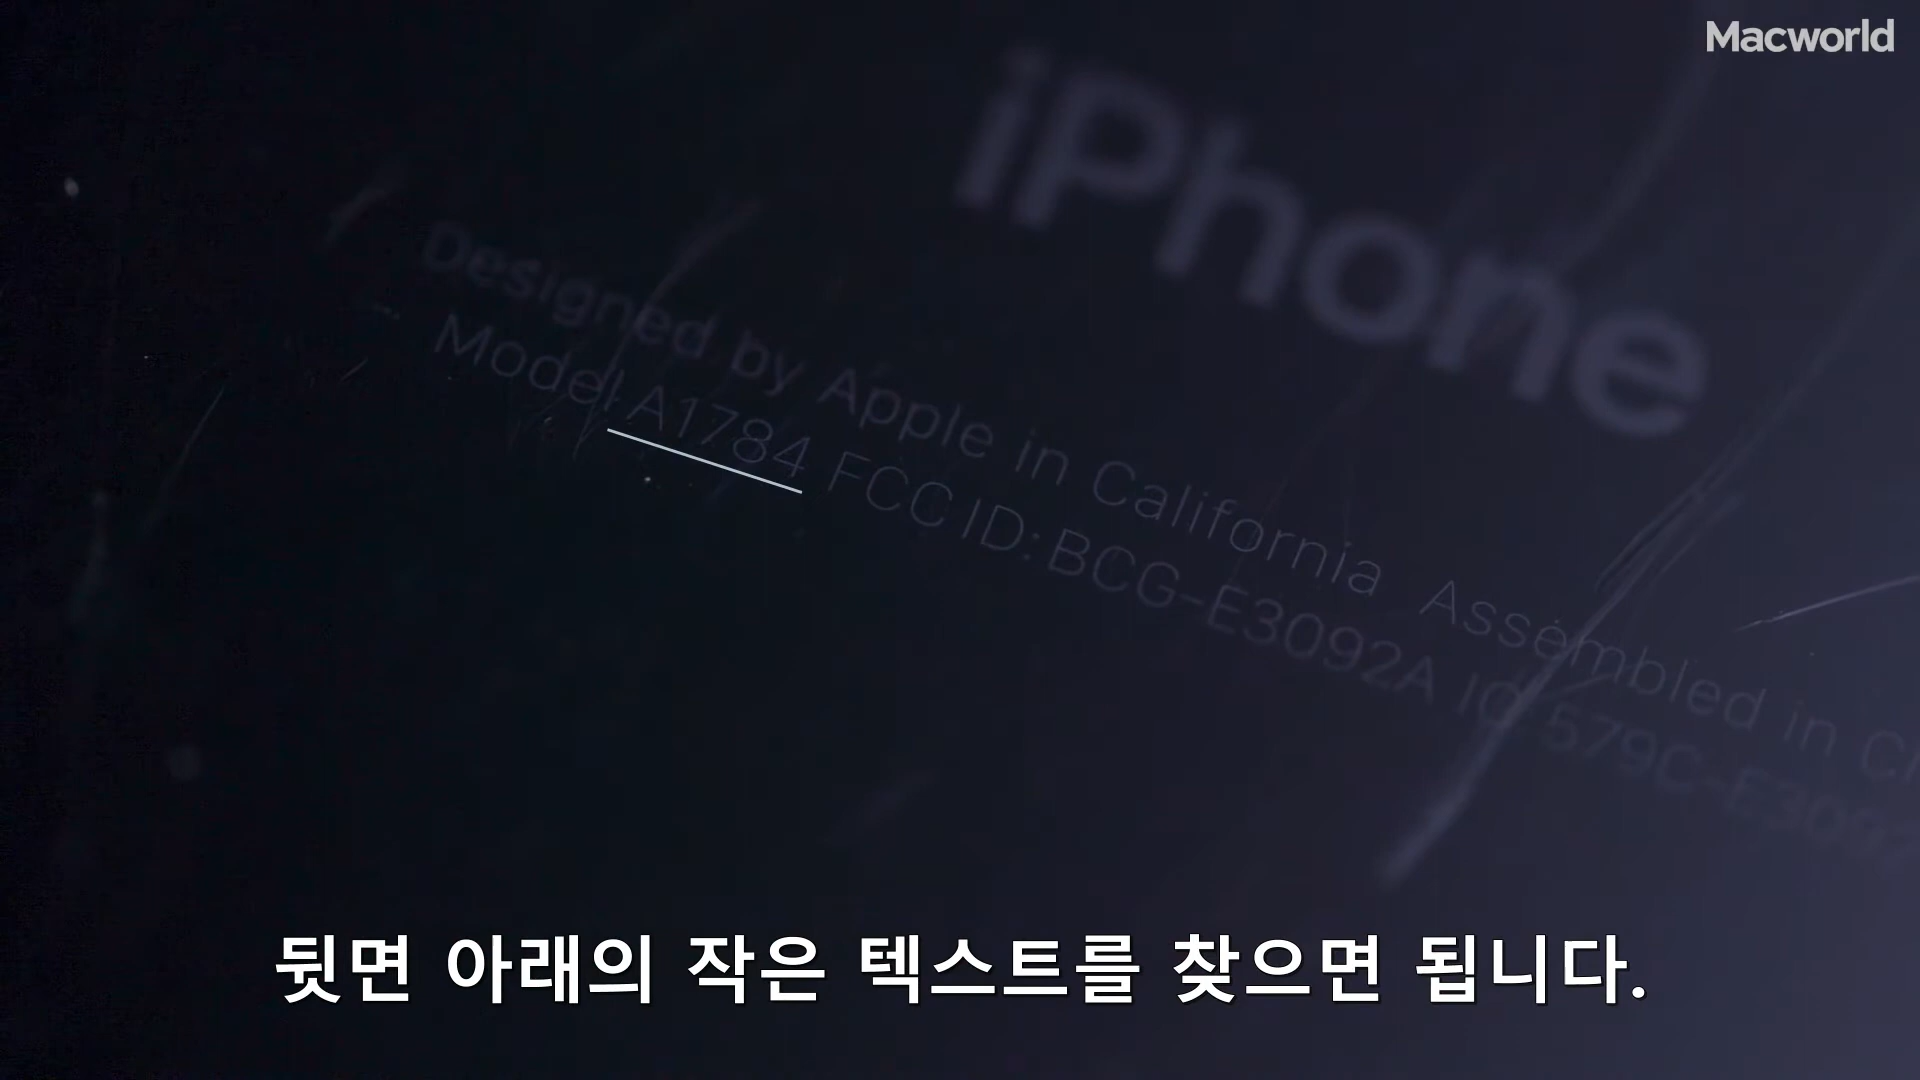 Macworld
iPhone
Designed by Apple in California Assembled in
Model A1784 FCC ID: BCG-E3092A IC 579C-E3092
뒷면 아래의 작은 텍스트를 찾으면 됩니다.